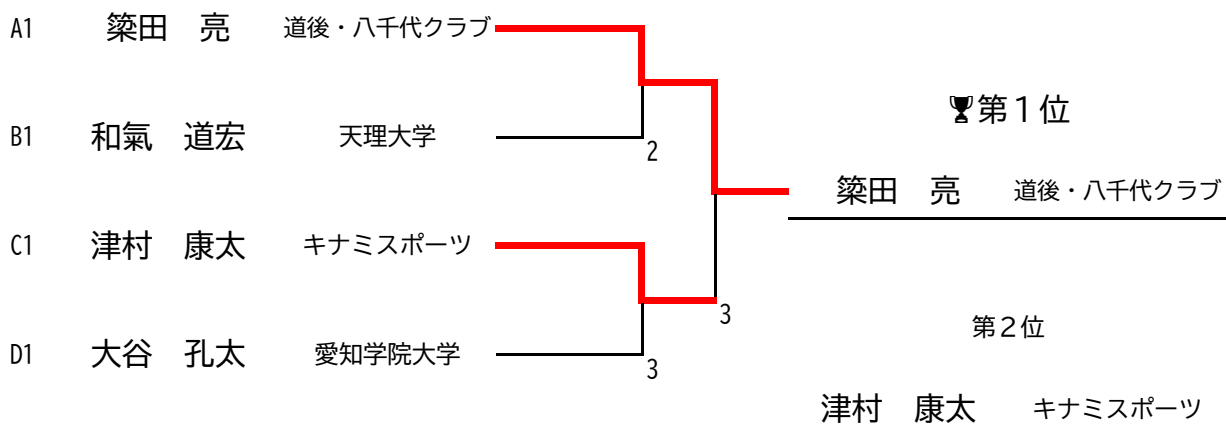 A1 簗田 亮 道後・八千代クラブ
B1 和氣 道宏 天理大学
2
C1 津村 康太 キナミスポーツ
D1 大谷 孔太 愛知学院大学
3
3
🏆第1位
簗田 亮 道後・八千代クラブ
第2位
津村 康太 キナミスポーツ